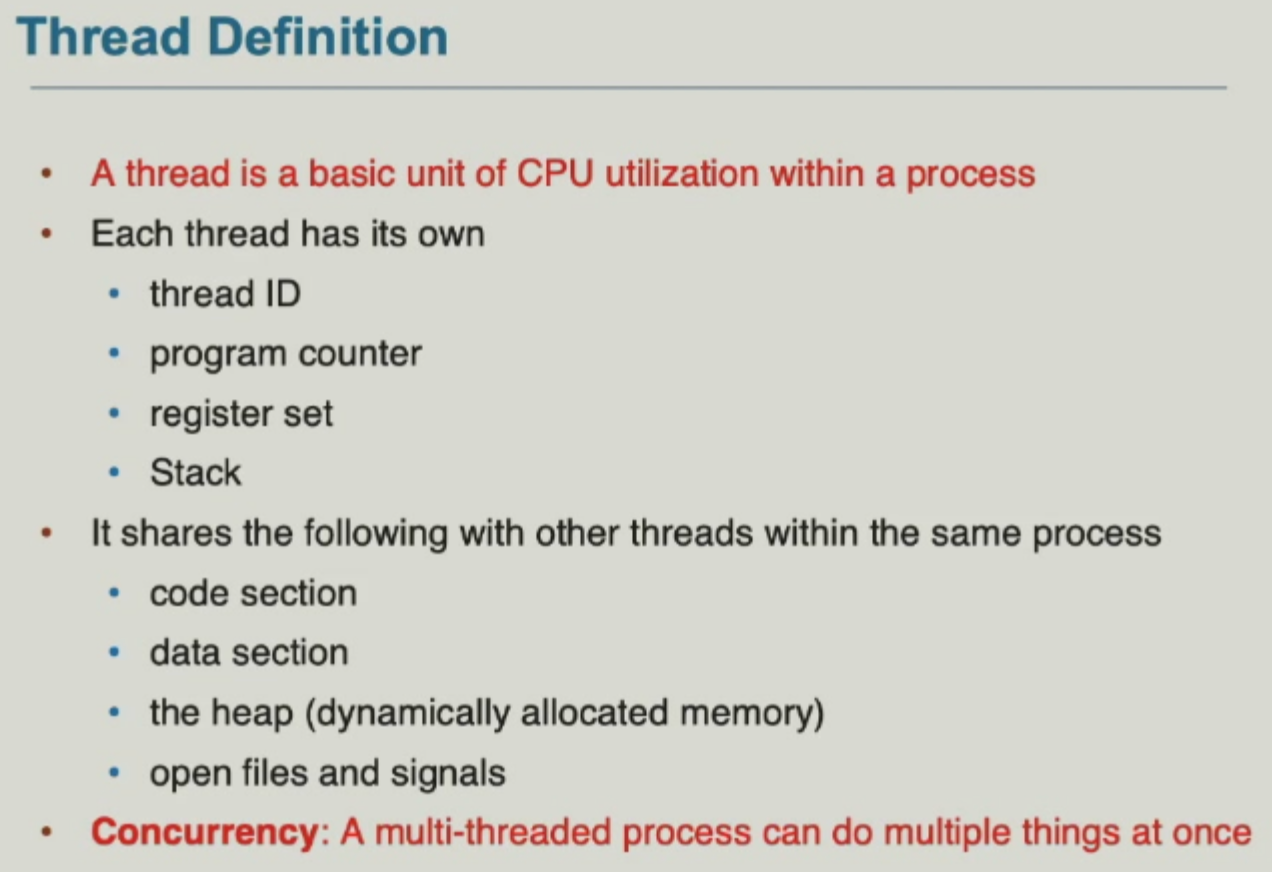 Thread Definition
A thread is a basic unit of CPU utilization within a process
Each thread has its own
thread ID
program counter
register set
Stack
It shares the following with other threads within the same process
code section
data section
the heap (dynamically allocated memory)
open files and signals
Concurrency: A multi-threaded process can do multiple things at once